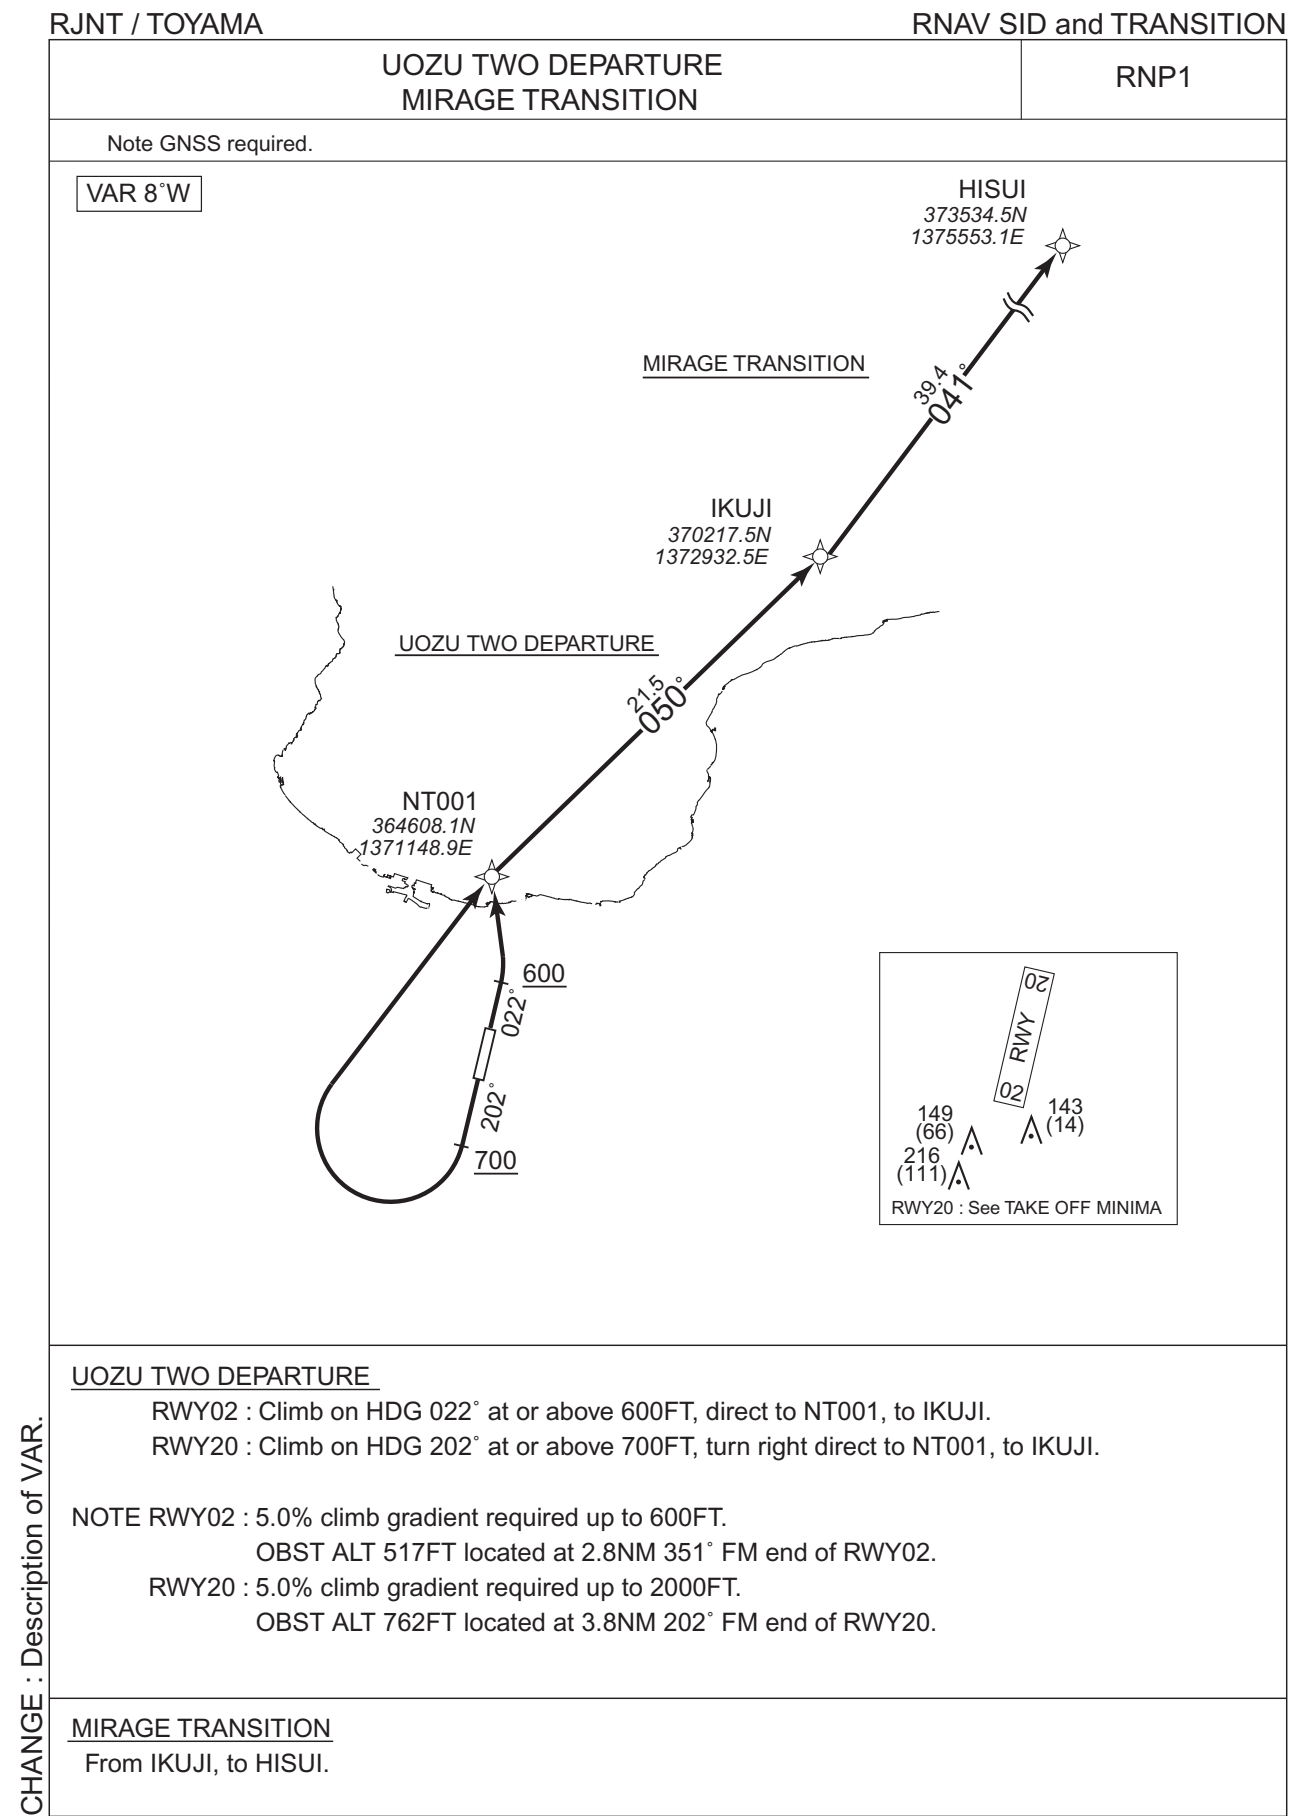 RJNT / TOYAMA
RNAV SID and TRANSITION
UOZU TWO DEPARTURE
MIRAGE TRANSITION
RNP1
Note GNSS required.
VAR 8˚W
HISUI
373534.5N
1375553.1E
MIRAGE TRANSITION
39.4
041˚
IKUJI
370217.5N
1372932.5E
UOZU TWO DEPARTURE
21.5
050˚
NT001
364608.1N
1371148.9E
600
022˚
202˚
700
20
RWY
02
149
(66)
143
(14)
216
(111)
RWY20 : See TAKE OFF MINIMA
UOZU TWO DEPARTURE
RWY02 : Climb on HDG 022˚ at or above 600FT, direct to NT001, to IKUJI.
RWY20 : Climb on HDG 202˚ at or above 700FT, turn right direct to NT001, to IKUJI.
NOTE RWY02 : 5.0% climb gradient required up to 600FT.
OBST ALT 517FT located at 2.8NM 351˚ FM end of RWY02.
RWY20 : 5.0% climb gradient required up to 2000FT.
OBST ALT 762FT located at 3.8NM 202˚ FM end of RWY20.
MIRAGE TRANSITION
From IKUJI, to HISUI.
CHANGE : Description of VAR.